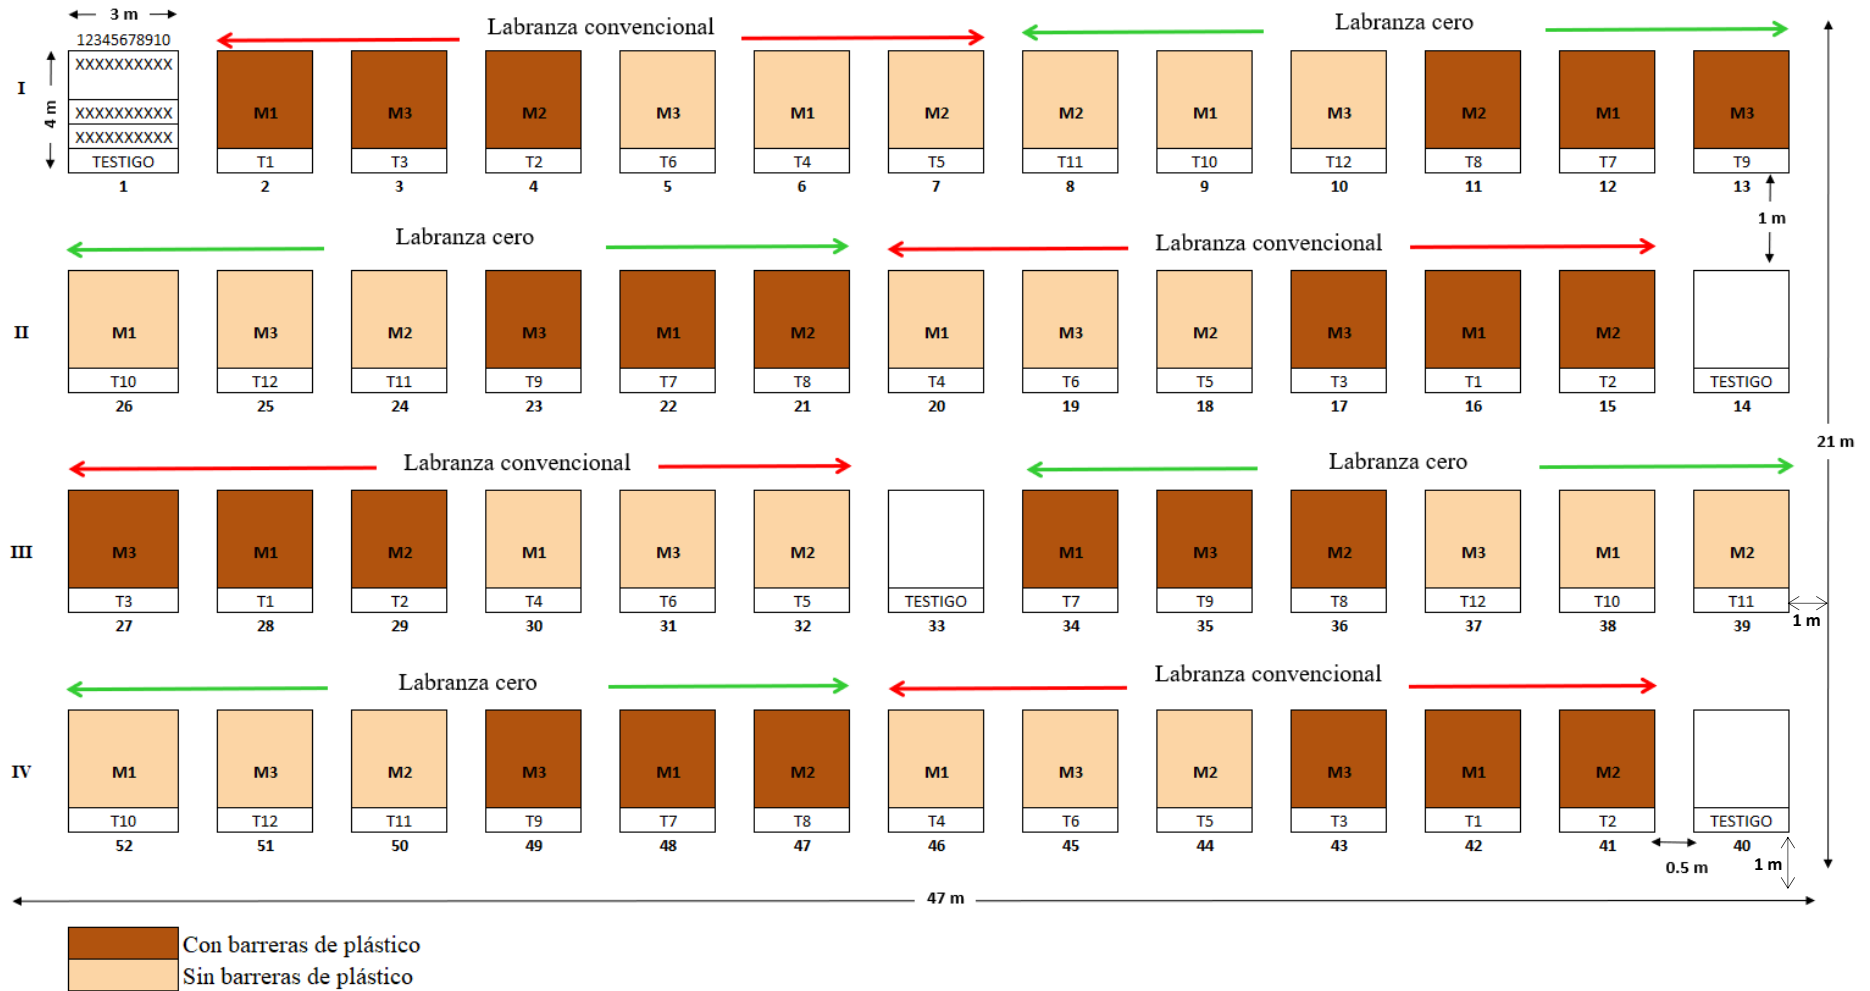 3 m
Labranza convencional
Labranza cero
12345678910
I
4 m
XXXXXXXXXX
XXXXXXXXXX
XXXXXXXXXX
M1 M3 M2 M3 M1 M2 M2 M1 M3 M2 M1 M3
TESTIGO T1 T3 T2 T6 T4 T5 T11 T10 T12 T8 T7 T9
1 2 3 4 5 6 7 8 9 10 11 12 13
1 m
Labranza cero
Labranza convencional
II
M1 M3 M2 M3 M1 M2 M1 M3 M2 M3 M1 M2
T10 T12 T11 T9 T7 T8 T4 T6 T5 T3 T1 T2 TESTIGO
26 25 24 23 22 21 20 19 18 17 16 15 14
21 m
Labranza convencional
Labranza cero
III
M3 M1 M2 M1 M3 M2 M1 M3 M2 M3 M1 M2
T3 T1 T2 T4 T6 T5 TESTIGO T7 T9 T8 T12 T10 T11
27 28 29 30 31 32 33 34 35 36 37 38 39
1 m
Labranza cero
Labranza convencional
IV
M1 M3 M2 M3 M1 M2 M1 M3 M2 M3 M1 M2
T10 T12 T11 T9 T7 T8 T4 T6 T5 T3 T1 T2 TESTIGO
52 51 50 49 48 47 46 45 44 43 42 41 40
0.5 m
1 m
47 m
Con barreras de plástico
Sin barreras de plástico